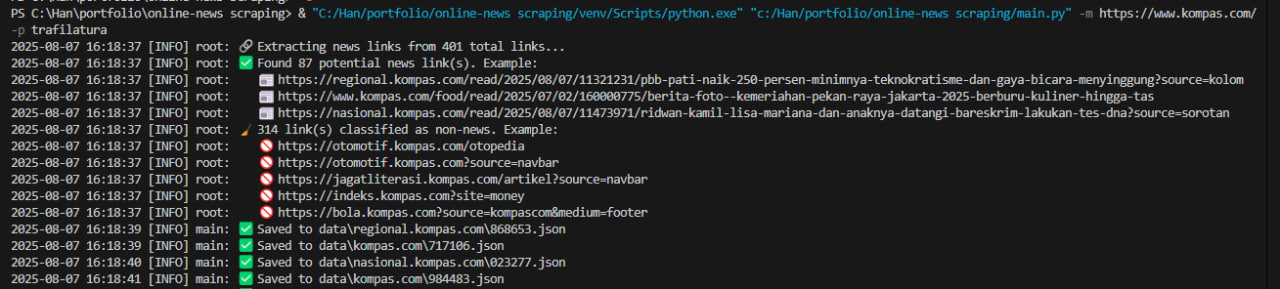 PS C:\Han\portfolio\online-news scraping> & "C:/Han/portfolio/online-news scraping/venv/Scripts/python.exe" "c:/Han/portfolio/online-news scraping/main.py" -m https://www.kompas.com/
-p trafilatura
2025-08-07 16:18:37 [INFO] root: 🔗 Extracting news links from 401 total links...
2025-08-07 16:18:37 [INFO] root: ✅ Found 87 potential news link(s). Example:
2025-08-07 16:18:37 [INFO] root:    📰 https://regional.kompas.com/read/2025/08/07/11321231/pbb-pati-naik-250-persen-minimnya-teknokratisme-dan-gaya-bicara-menyinggung?source=kolom
2025-08-07 16:18:37 [INFO] root:    📰 https://www.kompas.com/food/read/2025/07/02/160000775/berita-foto--kemeriahan-pekan-raya-jakarta-2025-berburu-kuliner-hingga-tas
2025-08-07 16:18:37 [INFO] root:    📰 https://nasional.kompas.com/read/2025/08/07/11473971/ridwan-kamil-lisa-mariana-dan-anaknya-datangi-bareskrim-lakukan-tes-dna?source=sorotan
2025-08-07 16:18:37 [INFO] root: 🧹 314 link(s) classified as non-news. Example:
2025-08-07 16:18:37 [INFO] root:    🚫 https://otomotif.kompas.com/otopedia
2025-08-07 16:18:37 [INFO] root:    🚫 https://otomotif.kompas.com?source=navbar
2025-08-07 16:18:37 [INFO] root:    🚫 https://jagatliterasi.kompas.com/artikel?source=navbar
2025-08-07 16:18:37 [INFO] root:    🚫 https://indeks.kompas.com?site=money
2025-08-07 16:18:37 [INFO] root:    🚫 https://bola.kompas.com?source=kompascom&medium=footer
2025-08-07 16:18:39 [INFO] main: ✅ Saved to data\regional.kompas.com\868653.json
2025-08-07 16:18:39 [INFO] main: ✅ Saved to data\kompas.com\717106.json
2025-08-07 16:18:40 [INFO] main: ✅ Saved to data\nasional.kompas.com\023277.json
2025-08-07 16:18:41 [INFO] main: ✅ Saved to data\kompas.com\984483.json